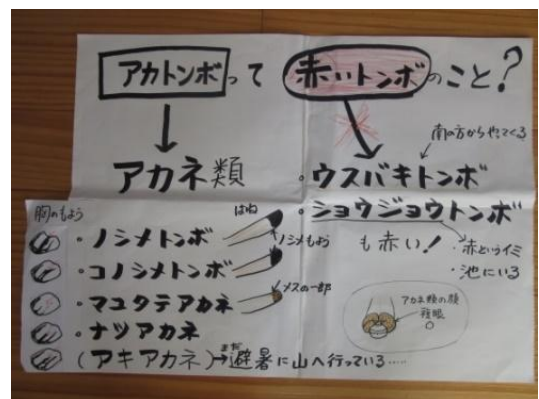 アカトンボって 赤いトンボのこと?
アカネ類
南の方からやってくる
・ウスバキトンボ
・ショウジョウトンボ
も赤い!
・赤というイミ
・池にいる
胸のもよう
はね
・ノシメトンボ
ノシメもよう
・コノシメトンボ
・マユタテアカネ
メスの一部
・ナツアカネ
(アキアカネ)→まだ避暑に山へ行っている……
アカネ類の顔
複眼